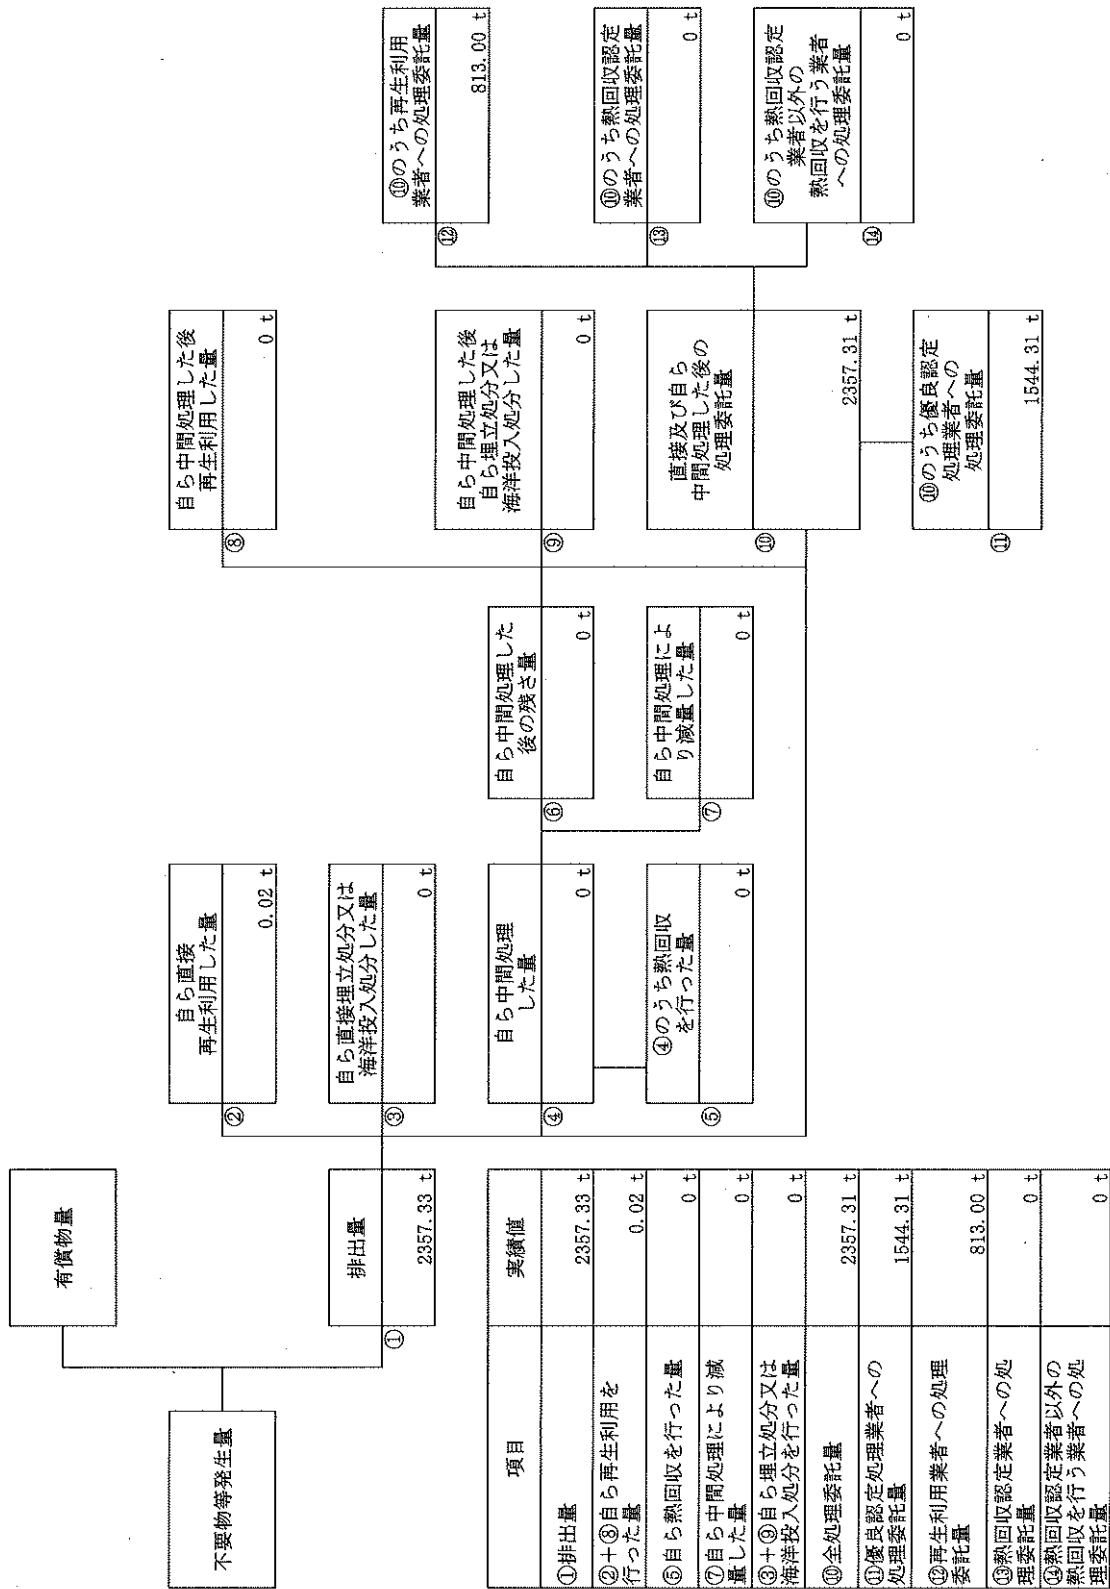 不要物等発生量
有償物量
排出量
①
2357.33 t
自ら直接
再生利用した量
②
0.02 t
自ら直接埋立処分又は
海洋投入処分した量
③
0 t
自ら中間処理
した量
④
0 t
④のうち熱回収
を行った量
⑤
0 t
自ら中間処理した
後の残さ量
⑥
0 t
自ら中間処理によ
り減量した量
⑦
0 t
自ら中間処理した後
再生利用した量
⑧
0 t
自ら中間処理した後
自ら埋立処分又は
海洋投入処分した量
⑨
0 t
直接及び自ら
中間処理した後の
処理委託量
⑩
2357.31 t
⑩のうち優良認定
処理業者への
処理委託量
⑪
1544.31 t
⑩のうち再生利用
業者への処理委託量
⑫
813.00 t
⑩のうち熱回収認定
業者への処理委託量
⑬
0 t
⑩のうち熱回収認定
業者以外の
熱回収を行う業者
への処理委託量
⑭
0 t
項目 実績値
①排出量 2357.33 t
②+⑧自ら再生利用を
行った量 0.02 t
⑤自ら熱回収を行った量 0 t
⑦自ら中間処理により減
量した量 0 t
③+⑨自ら埋立処分又は
海洋投入処分を行った量 0 t
⑩全処理委託量 2357.31 t
⑪優良認定処理業者への
処理委託量 1544.31 t
⑫再生利用業者への処理
委託量 813.00 t
⑬熱回収認定業者への処
理委託量 0 t
⑭熱回収認定業者以外の
熱回収を行う業者への処
理委託量 0 t